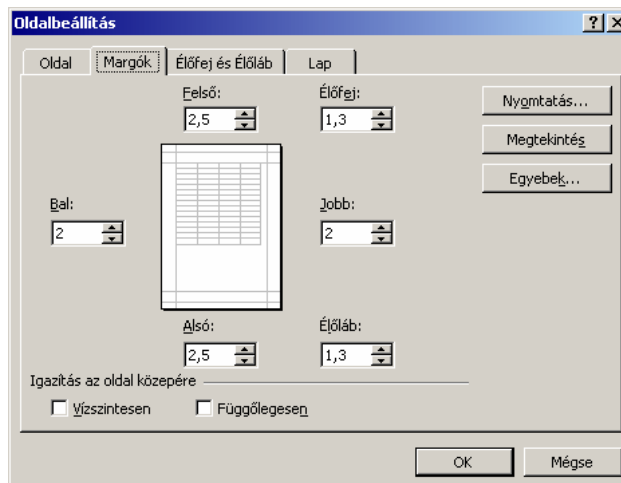 Oldalbeállítás
Oldal Margók Élőfej és Élőláb Lap
Felső: Élőfej:
2,5 1,3
Nyomtatás...
Megtekintés
Egyebek...
Bal: Jobb:
2 2
Alsó: Élőláb:
2,5 1,3
Igazítás az oldal közepére
Vízszintesen Függőlegesen
OK Mégse